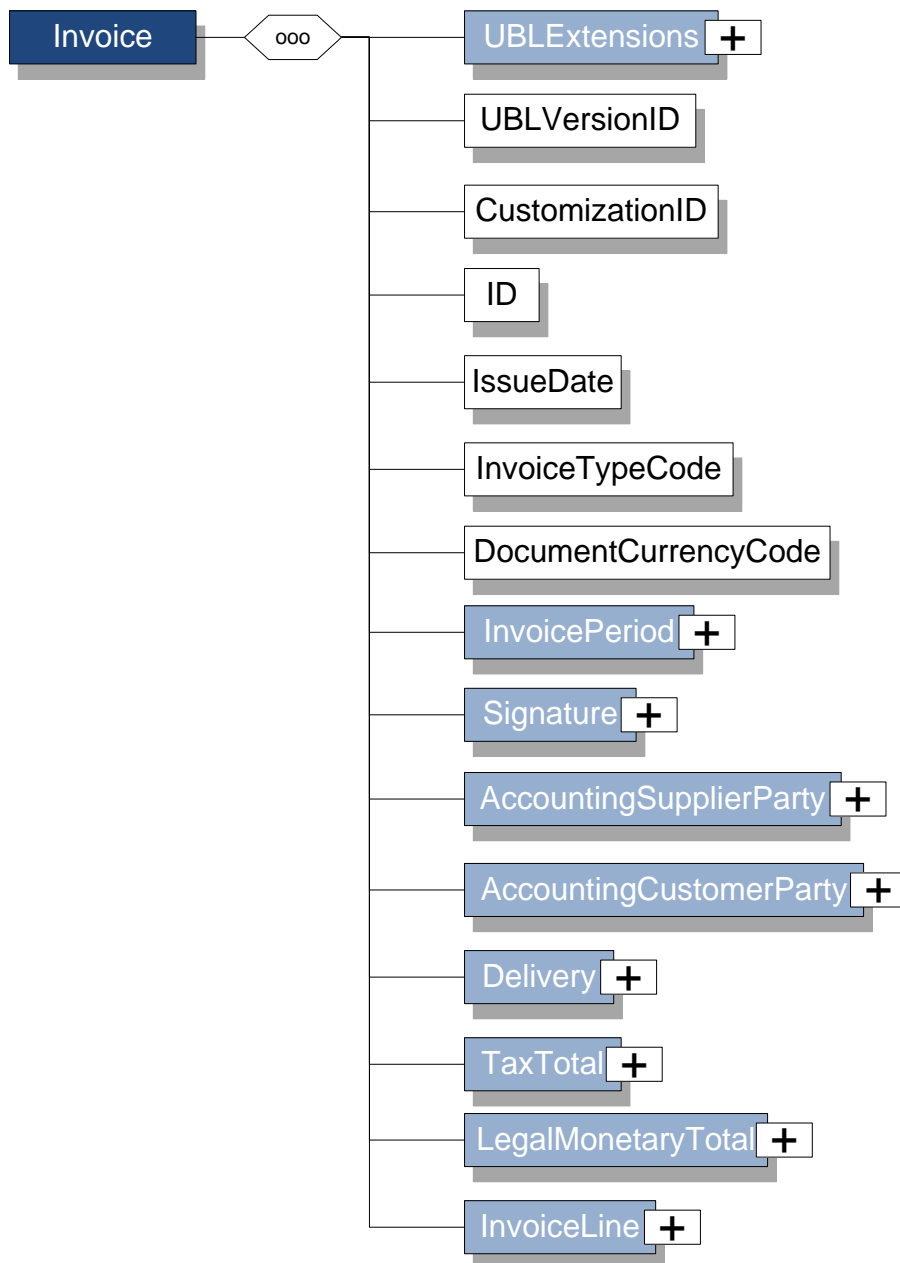 Invoice
ooo
UBLExtensions +
UBLVersionID
CustomizationID
ID
IssueDate
InvoiceTypeCode
DocumentCurrencyCode
InvoicePeriod +
Signature +
AccountingSupplierParty +
AccountingCustomerParty +
Delivery +
TaxTotal +
LegalMonetaryTotal +
InvoiceLine +